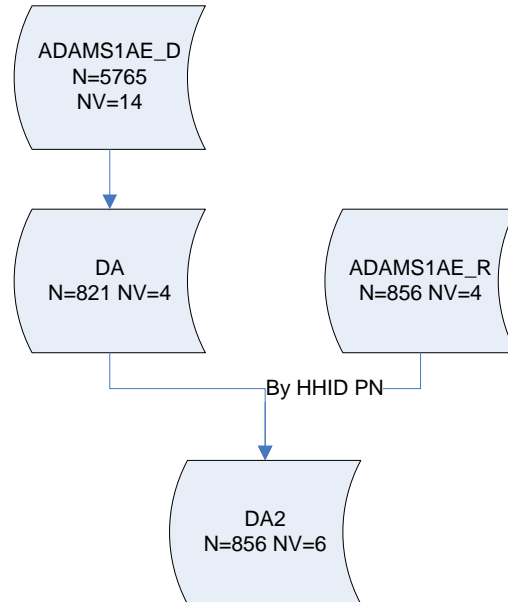 ADAMS1AE_D
N=5765
NV=14
DA
N=821 NV=4
ADAMS1AE_R
N=856 NV=4
By HHID PN
DA2
N=856 NV=6